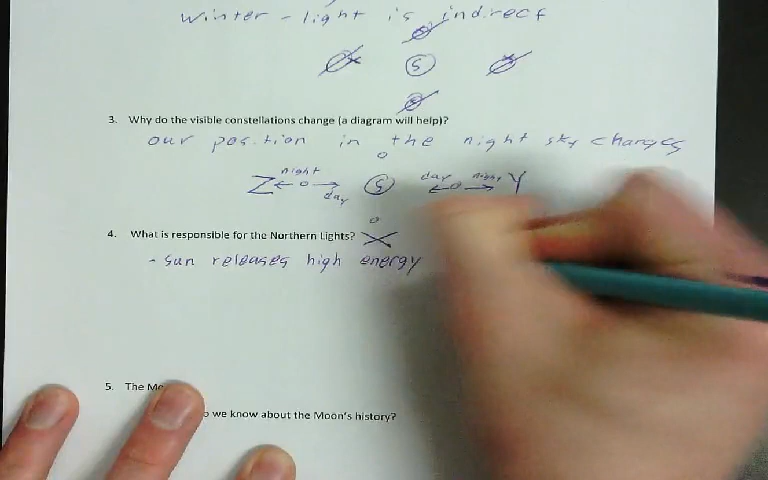 Winter - light is indirect
S
3. Why do the visible constellations change (a diagram will help)?
our position in the night sky changes
night day night
Z S Y
day
4. What is responsible for the Northern Lights?
- sun releases high energy
5. The
we know about the Moon's history?